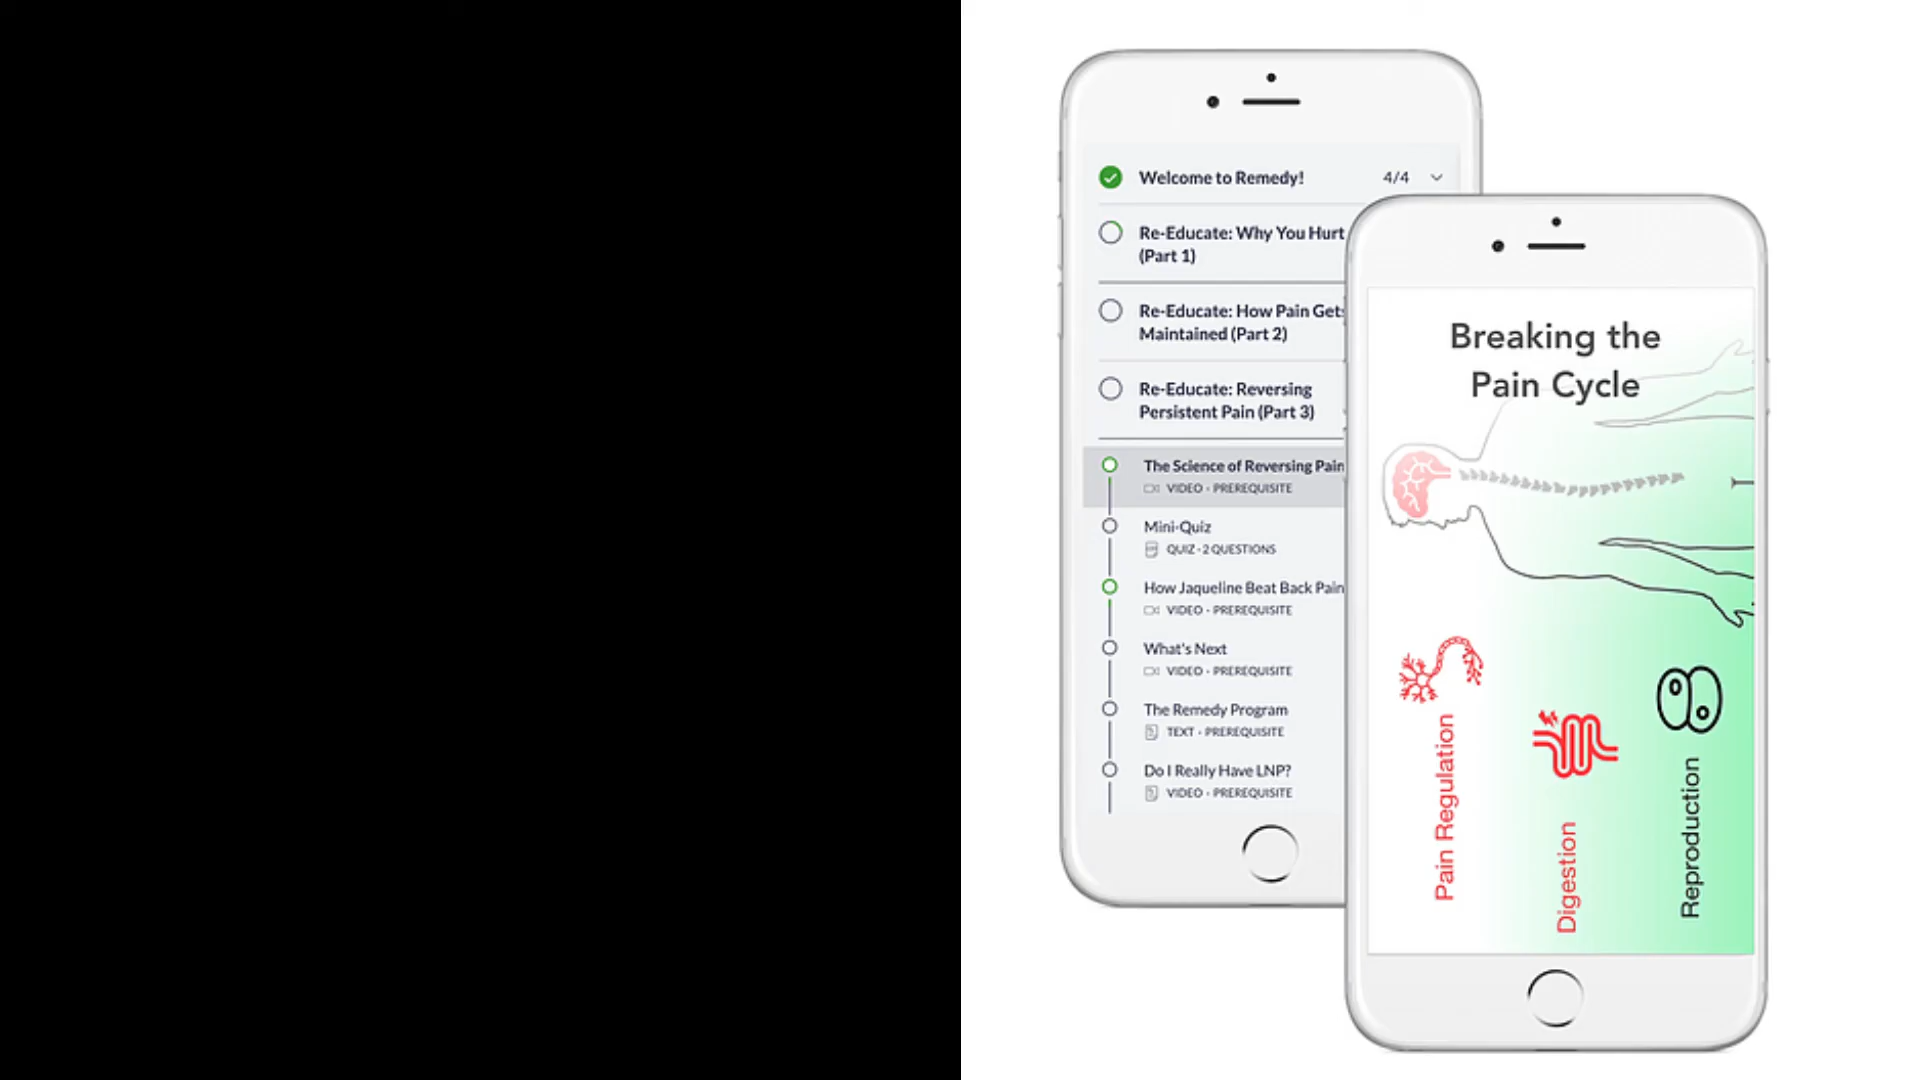 Welcome to Remedy!
4/4
Re-Educate: Why You Hurt
(Part 1)
Re-Educate: How Pain Gets
Maintained (Part 2)
Re-Educate: Reversing
Persistent Pain (Part 3)
The Science of Reversing Pain
VIDEO - PREREQUISITE
Mini-Quiz
QUIZ - 2 QUESTIONS
How Jaqueline Beat Back Pain
VIDEO - PREREQUISITE
What's Next
VIDEO - PREREQUISITE
The Remedy Program
TEXT - PREREQUISITE
Do I Really Have LNP?
VIDEO - PREREQUISITE
Breaking the
Pain Cycle
Pain Regulation
Digestion
Reproduction